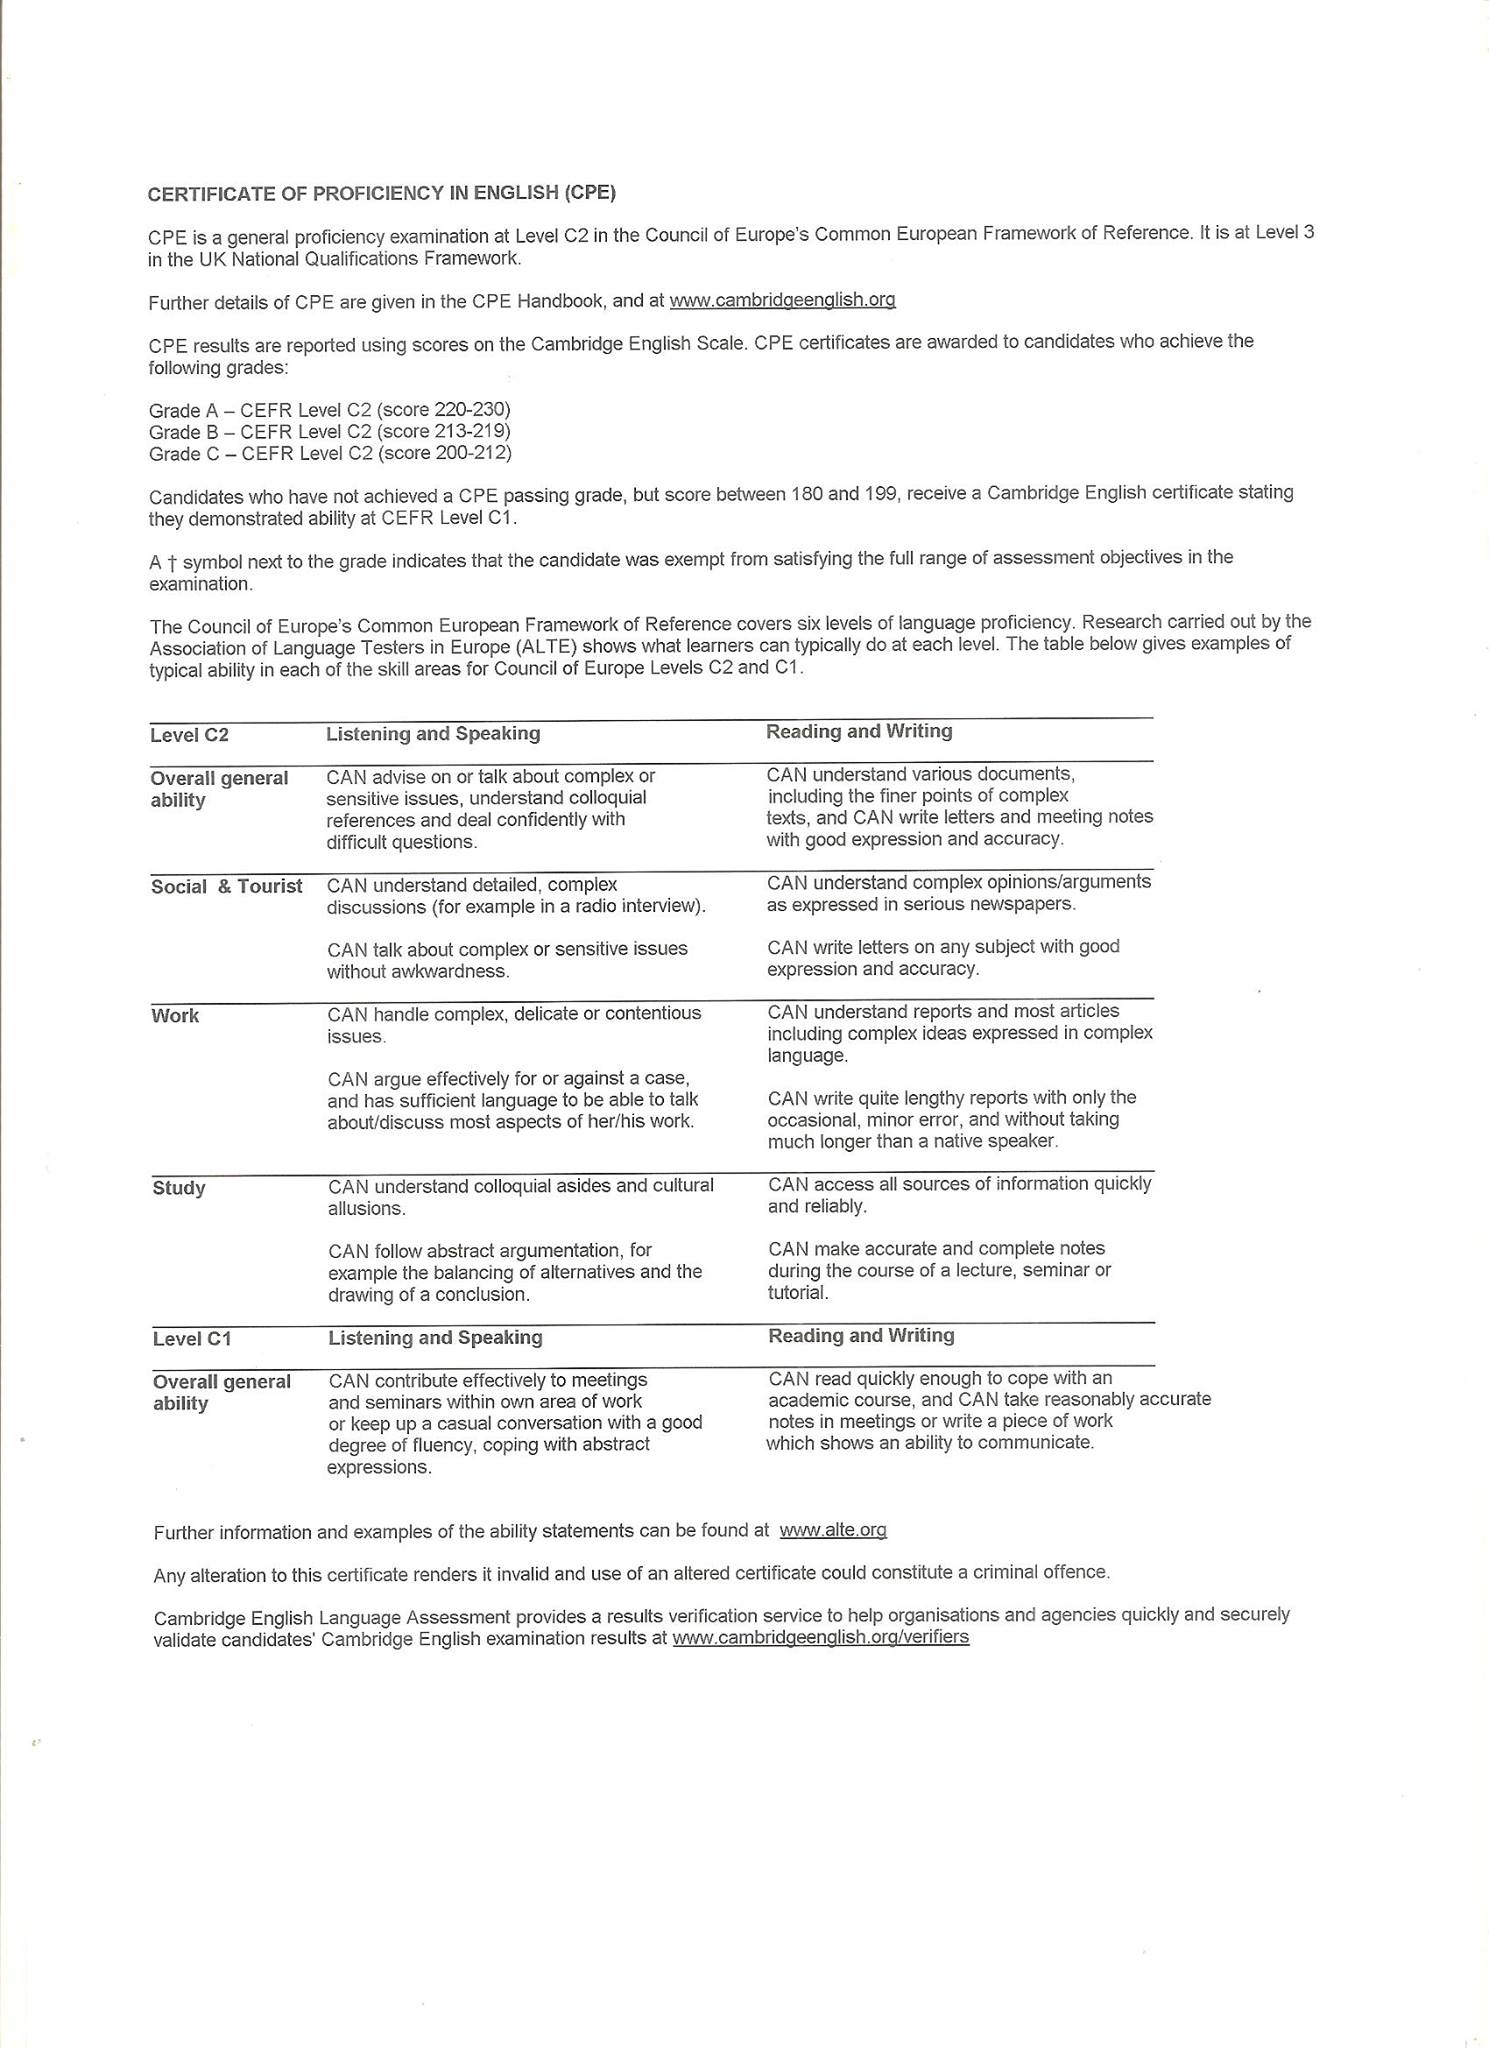 CERTIFICATE OF PROFICIENCY IN ENGLISH (CPE)
CPE is a general proficiency examination at Level C2 in the Council of Europe's Common European Framework of Reference. It is at Level 3
in the UK National Qualifications Framework.
Further details of CPE are given in the CPE Handbook, and at www.cambridgeenglish.org
CPE results are reported using scores on the Cambridge English Scale. CPE certificates are awarded to candidates who achieve the
following grades:
Grade A – CEFR Level C2 (score 220-230)
Grade B – CEFR Level C2 (score 213-219)
Grade C – CEFR Level C2 (score 200-212)
Candidates who have not achieved a CPE passing grade, but score between 180 and 199, receive a Cambridge English certificate stating
they demonstrated ability at CEFR Level C1.
A † symbol next to the grade indicates that the candidate was exempt from satisfying the full range of assessment objectives in the
examination.
The Council of Europe's Common European Framework of Reference covers six levels of language proficiency. Research carried out by the
Association of Language Testers in Europe (ALTE) shows what learners can typically do at each level. The table below gives examples of
typical ability in each of the skill areas for Council of Europe Levels C2 and C1.
Level C2
Listening and Speaking
Reading and Writing
Overall general
ability
CAN advise on or talk about complex or
sensitive issues, understand colloquial
references and deal confidently with
difficult questions.
CAN understand various documents,
including the finer points of complex
texts, and CAN write letters and meeting notes
with good expression and accuracy.
Social & Tourist
CAN understand detailed, complex
discussions (for example in a radio interview).
CAN talk about complex or sensitive issues
without awkwardness.
CAN understand complex opinions/arguments
as expressed in serious newspapers.
CAN write letters on any subject with good
expression and accuracy.
Work
CAN handle complex, delicate or contentious
issues.
CAN argue effectively for or against a case,
and has sufficient language to be able to talk
about/discuss most aspects of her/his work.
CAN understand reports and most articles
including complex ideas expressed in complex
language.
CAN write quite lengthy reports with only the
occasional, minor error, and without taking
much longer than a native speaker.
Study
CAN understand colloquial asides and cultural
allusions.
CAN follow abstract argumentation, for
example the balancing of alternatives and the
drawing of a conclusion.
CAN access all sources of information quickly
and reliably.
CAN make accurate and complete notes
during the course of a lecture, seminar or
tutorial.
Level C1
Listening and Speaking
Reading and Writing
Overall general
ability
CAN contribute effectively to meetings
and seminars within own area of work
or keep up a casual conversation with a good
degree of fluency, coping with abstract
expressions.
CAN read quickly enough to cope with an
academic course, and CAN take reasonably accurate
notes in meetings or write a piece of work
which shows an ability to communicate.
Further information and examples of the ability statements can be found at www.alte.org
Any alteration to this certificate renders it invalid and use of an altered certificate could constitute a criminal offence.
Cambridge English Language Assessment provides a results verification service to help organisations and agencies quickly and securely
validate candidates' Cambridge English examination results at www.cambridgeenglish.org/verifiers